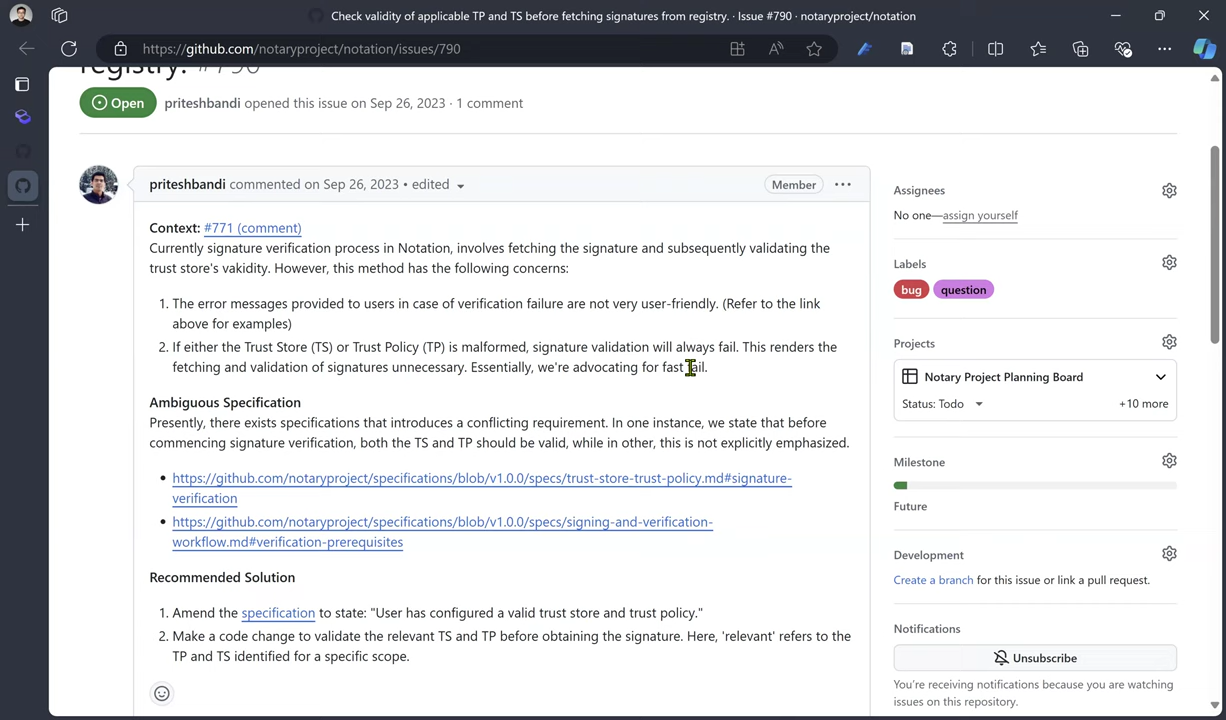 Check validity of applicable TP and TS before fetching signatures from registry. · Issue #790 · notaryproject/notation
https://github.com/notaryproject/notation/issues/790
registry. #790
Open
priteshbandi opened this issue on Sep 26, 2023 · 1 comment
priteshbandi commented on Sep 26, 2023 • edited
Member
Context: #771 (comment)
Currently signature verification process in Notation, involves fetching the signature and subsequently validating the
trust store's vakidity. However, this method has the following concerns:
1. The error messages provided to users in case of verification failure are not very user-friendly. (Refer to the link
above for examples)
2. If either the Trust Store (TS) or Trust Policy (TP) is malformed, signature validation will always fail. This renders the
fetching and validation of signatures unnecessary. Essentially, we're advocating for fast fail.
Ambiguous Specification
Presently, there exists specifications that introduces a conflicting requirement. In one instance, we state that before
commencing signature verification, both the TS and TP should be valid, while in other, this is not explicitly emphasized.
• https://github.com/notaryproject/specifications/blob/v1.0.0/specs/trust-store-trust-policy.md#signature-
verification
• https://github.com/notaryproject/specifications/blob/v1.0.0/specs/signing-and-verification-
workflow.md#verification-prerequisites
Recommended Solution
1. Amend the specification to state: "User has configured a valid trust store and trust policy."
2. Make a code change to validate the relevant TS and TP before obtaining the signature. Here, 'relevant' refers to the
TP and TS identified for a specific scope.
Assignees
No one—assign yourself
Labels
bug question
Projects
Notary Project Planning Board
Status: Todo
+10 more
Milestone
Future
Development
Create a branch for this issue or link a pull request.
Notifications
Unsubscribe
You're receiving notifications because you are watching
issues on this repository.